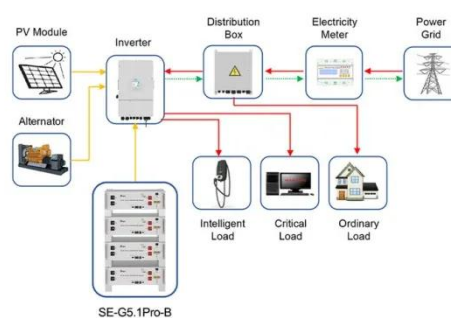 PV Module
Inverter
Distribution
Box
Electricity
Meter
Power
Grid
Alternator
Intelligent
Load
Critical
Load
Ordinary
Load
SE-G5.1Pro-B